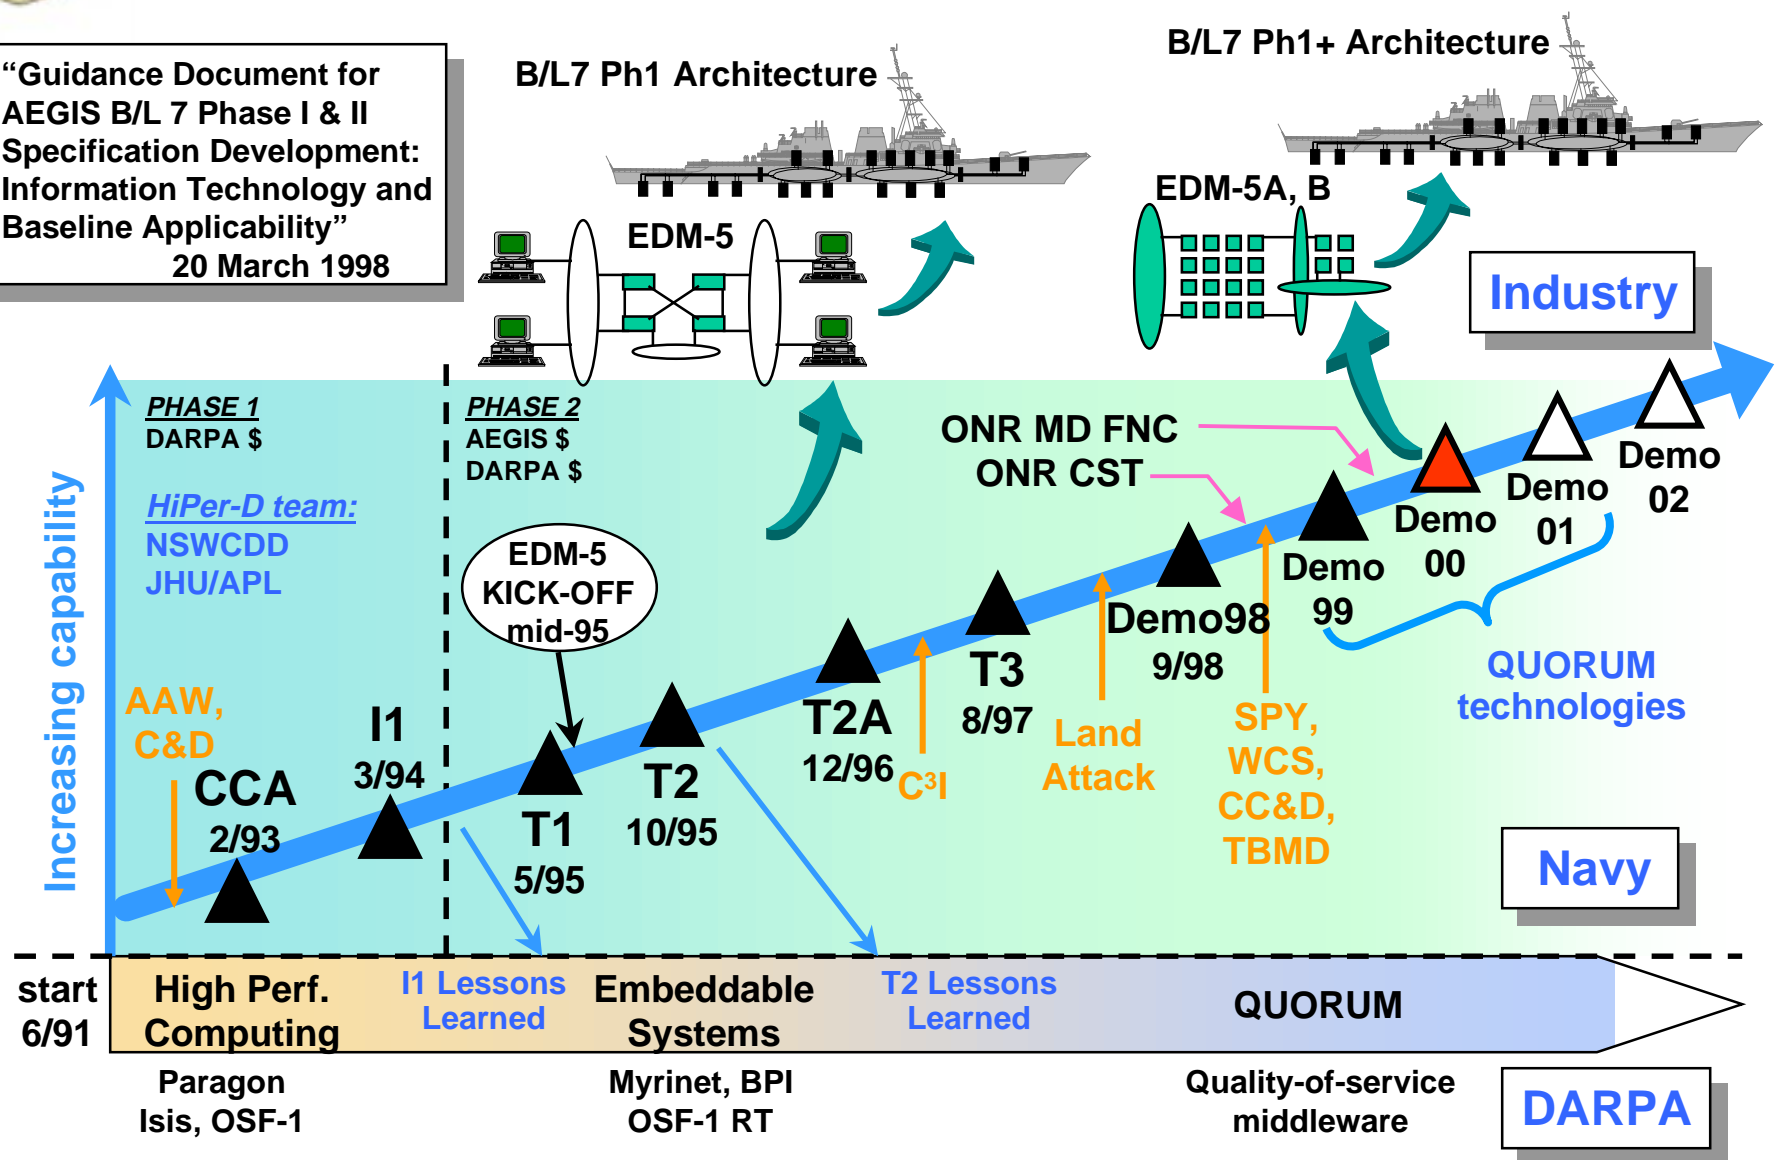 “Guidance Document for
AEGIS B/L 7 Phase I & II
Specification Development:
Information Technology and
Baseline Applicability”
20 March 1998
B/L7 Ph1 Architecture
B/L7 Ph1+ Architecture
EDM-5
EDM-5A, B
Industry
Increasing capability
PHASE 1
DARPA $
HiPer-D team:
NSWCDD
JHU/APL
PHASE 2
AEGIS $
DARPA $
EDM-5
KICK-OFF
mid-95
ONR MD FNC
ONR CST
AAW,
C&D
CCA
2/93
I1
3/94
T1
5/95
T2
10/95
T2A
12/96
C³I
T3
8/97
Land
Attack
Demo98
9/98
SPY,
WCS,
CC&D,
TBMD
Demo
99
Demo
00
Demo
01
Demo
02
QUORUM
technologies
Navy
start
6/91
High Perf.
Computing
I1 Lessons
Learned
Embeddable
Systems
T2 Lessons
Learned
QUORUM
Paragon
Isis, OSF-1
Myrinet, BPI
OSF-1 RT
Quality-of-service
middleware
DARPA